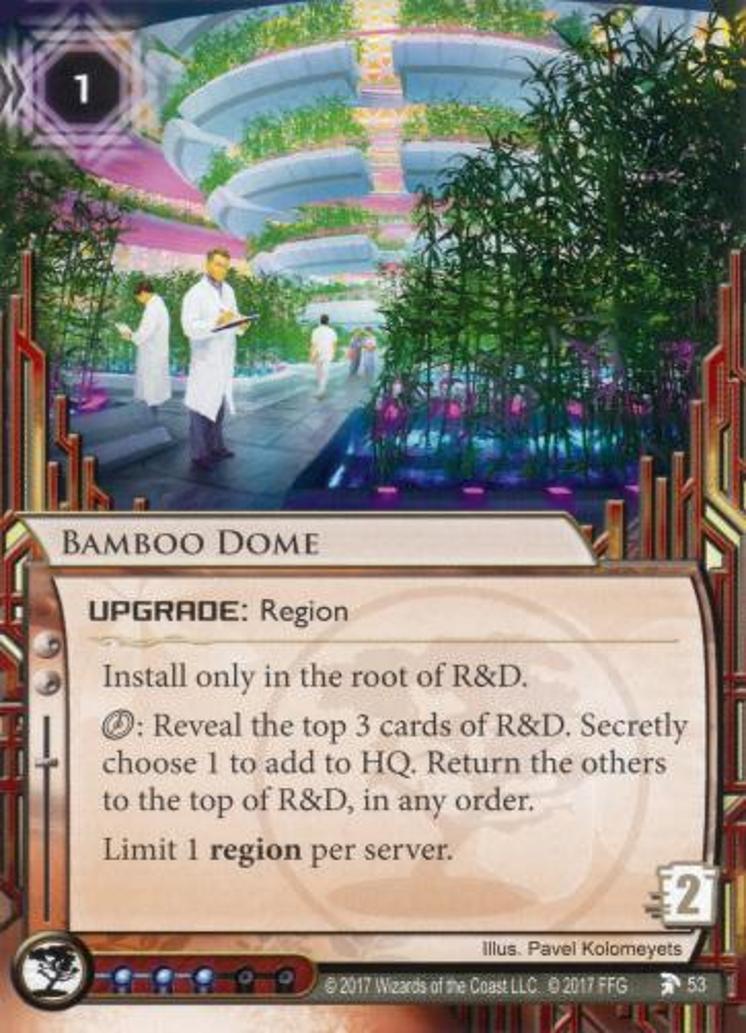 1
BAMBOO DOME
UPGRADE: Region
Install only in the root of R&D.
: Reveal the top 3 cards of R&D. Secretly
choose 1 to add to HQ. Return the others
to the top of R&D, in any order.
Limit 1 region per server.
2
Illus. Pavel Kolomeyets
© 2017 Wizards of the Coast LLC. © 2017 FFG 53